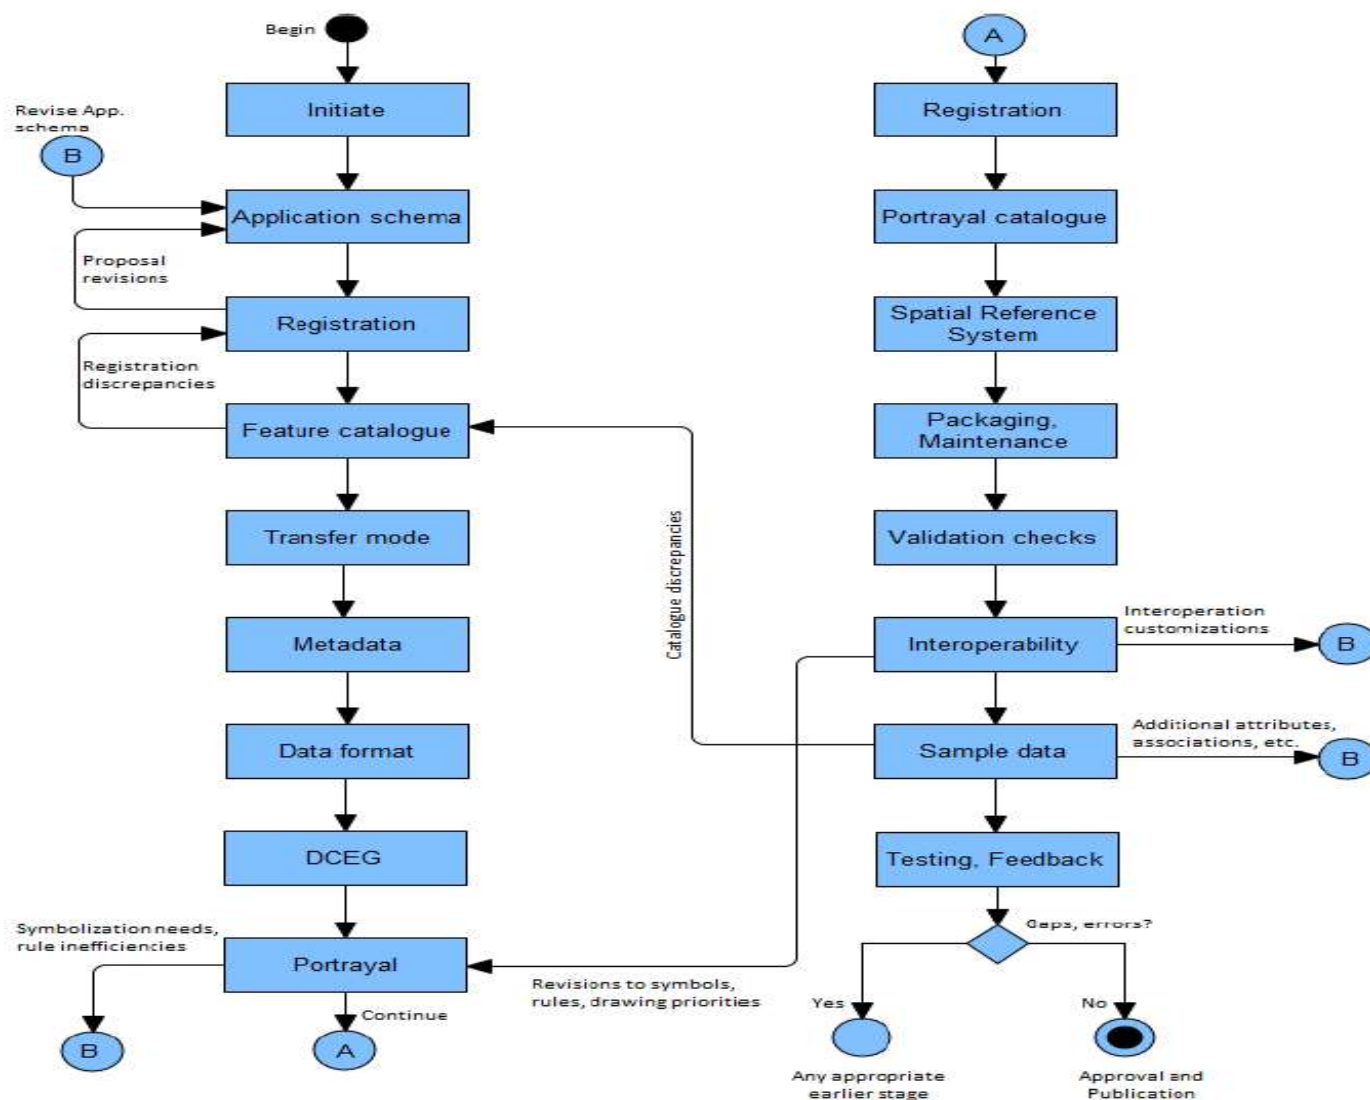 Begin
Initiate
Revise App.
schema
B
Application schema
Proposal
revisions
Registration
Registration
discrepancies
Feature catalogue
Transfer mode
Metadata
Data format
DCEG
Symbolization needs,
rule inefficiencies
Portrayal
Continue
B
A
Catalogue discrepancies
Revisions to symbols,
rules, drawing priorities
A
Registration
Portrayal catalogue
Spatial Reference
System
Packaging,
Maintenance
Validation checks
Interoperability
Interoperation
customizations
B
Sample data
Additional attributes,
associations, etc.
B
Testing, Feedback
Gaps, errors?
Yes
No
Any appropriate
earlier stage
Approval and
Publication